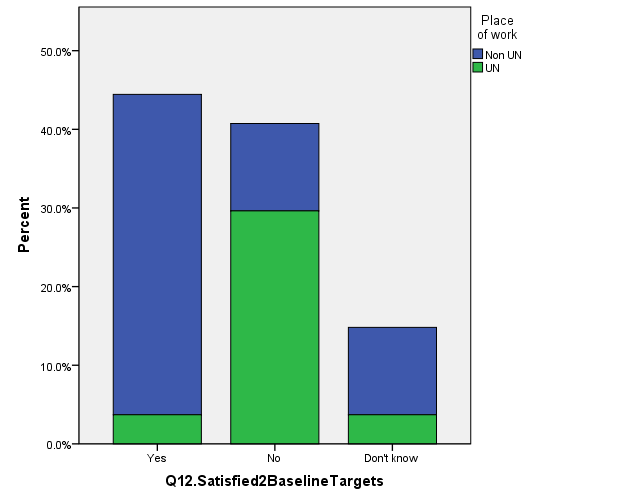 Place
of work
Non UN
UN
50.0%
40.0%
30.0%
20.0%
10.0%
0.0%
Percent
Yes
No
Don't know
Q12.Satisfied2BaselineTargets